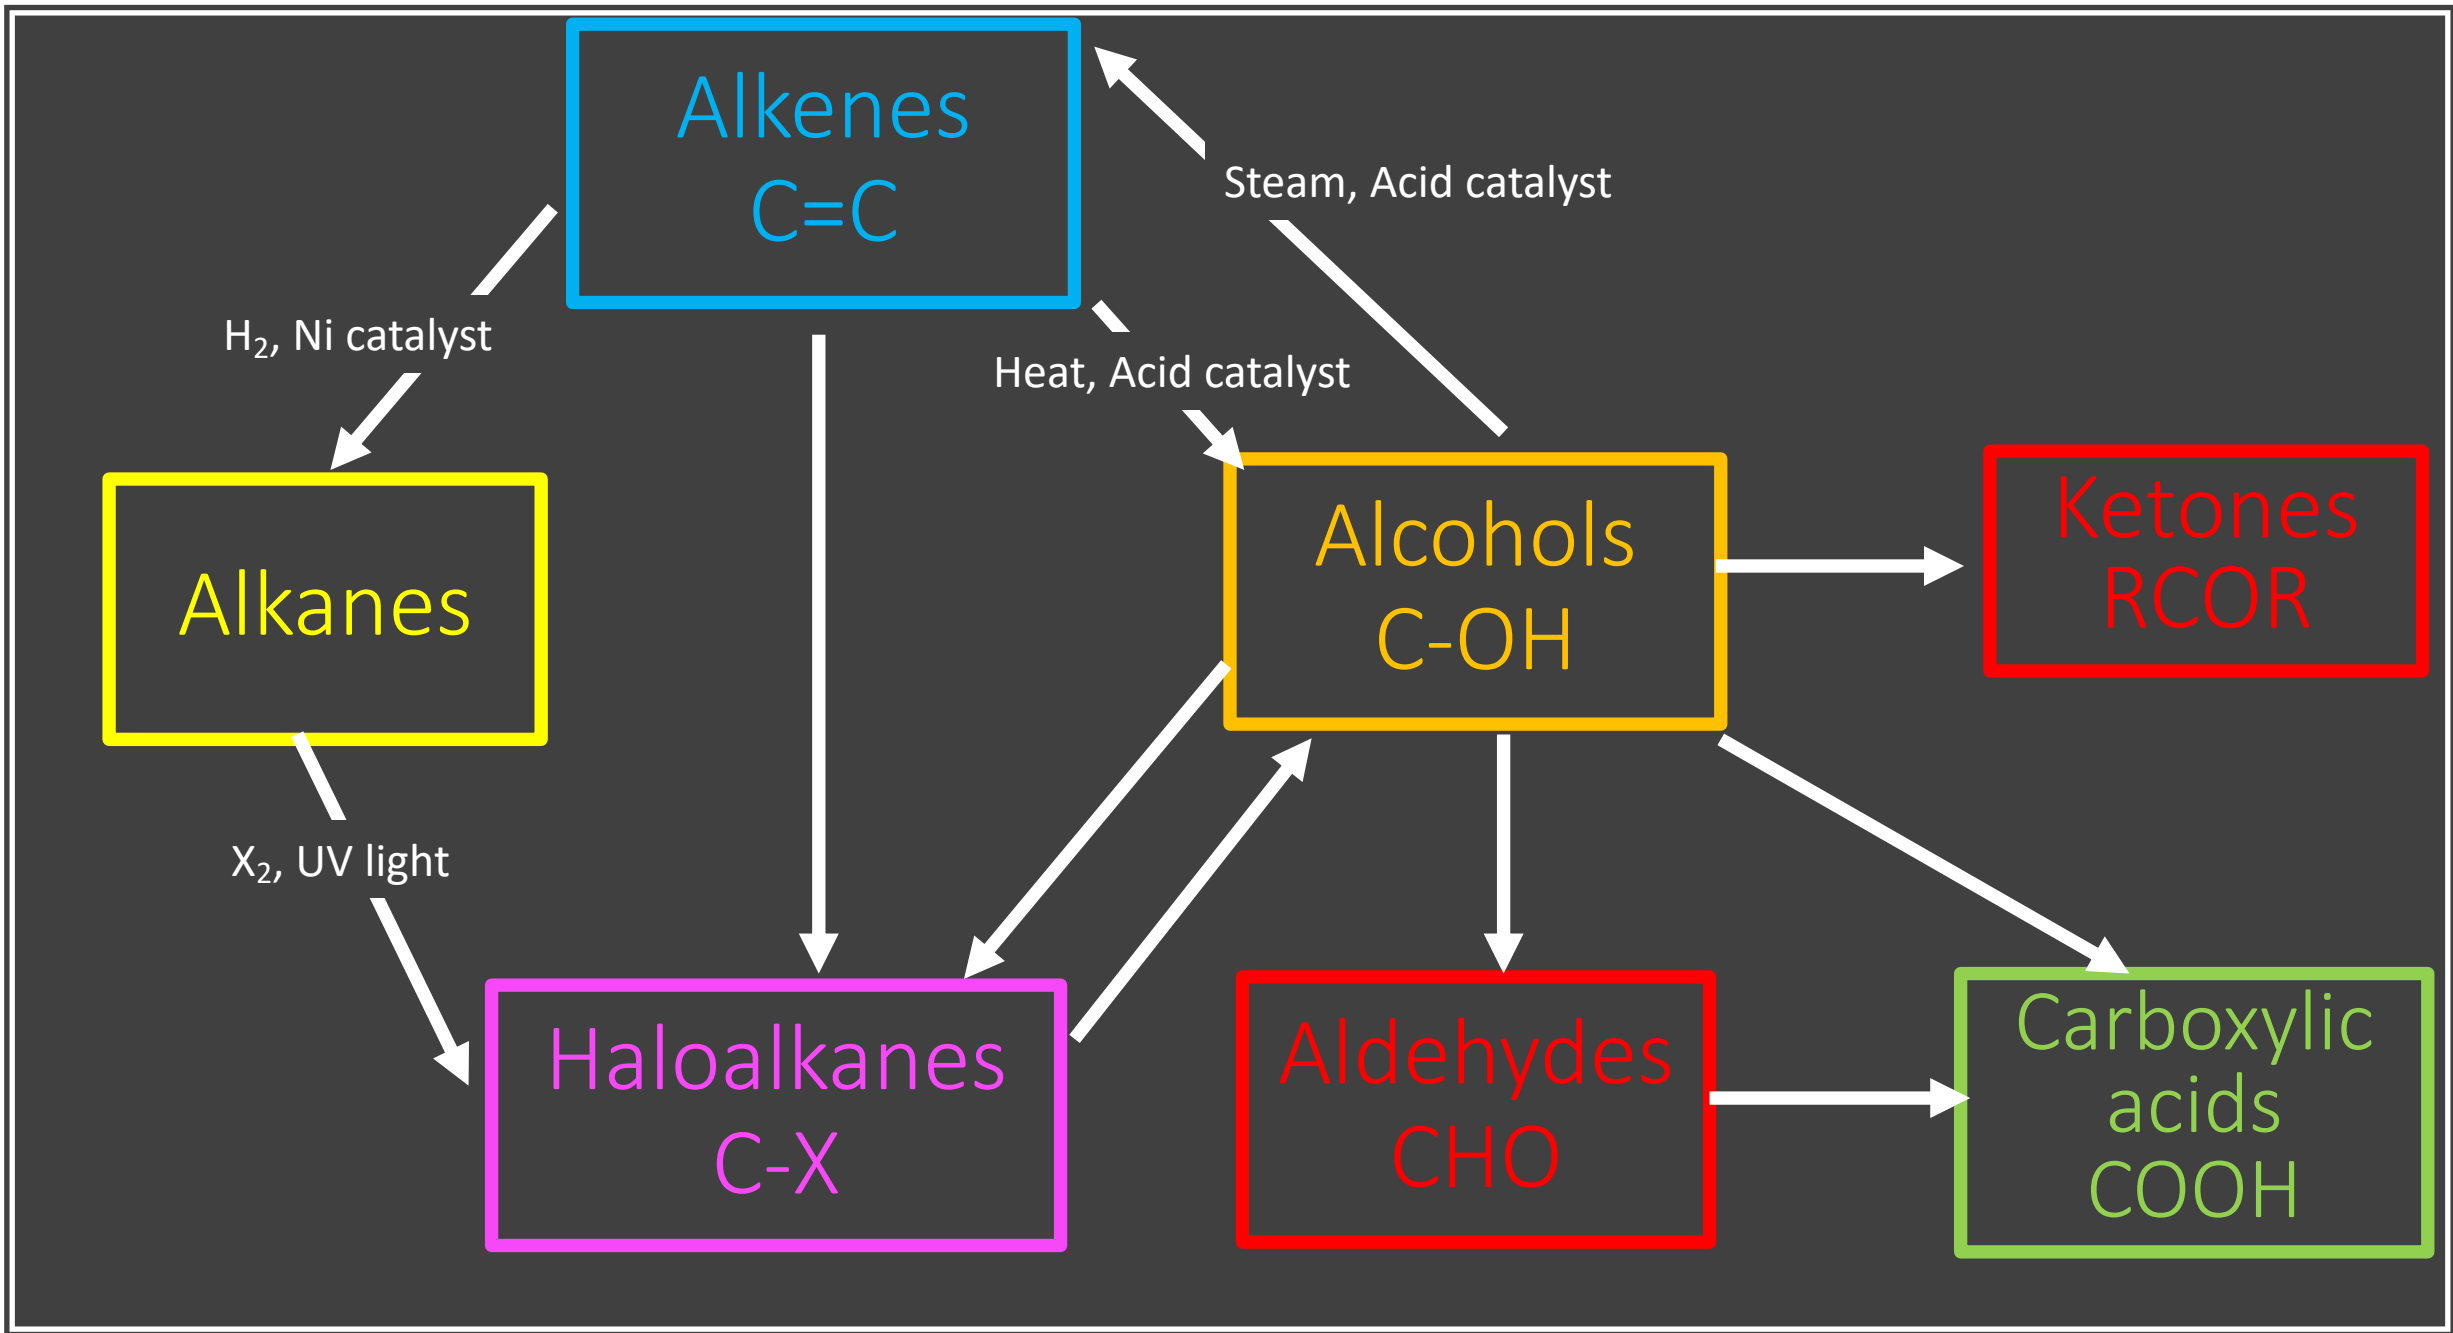 Alkenes
C=C
Steam, Acid catalyst
H₂, Ni catalyst
Heat, Acid catalyst
Alkanes
Alcohols
C-OH
Ketones
RCOR
X₂, UV light
Haloalkanes
C-X
Aldehydes
CHO
Carboxylic
acids
COOH